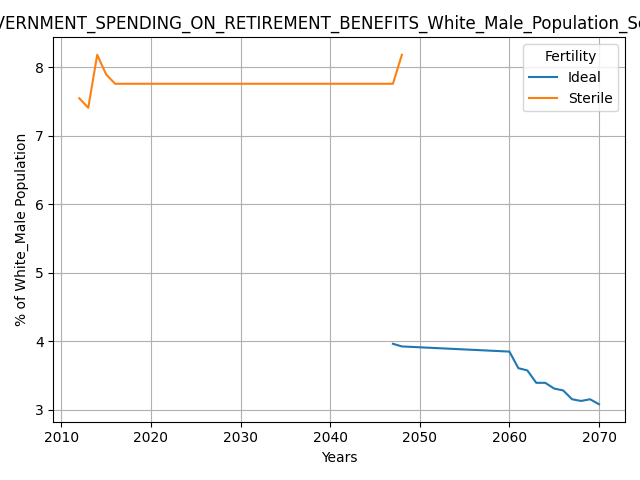 VERNMENT_SPENDING_ON_RETIREMENT_BENEFITS_White_Male_Population_S
Fertility
Ideal
Sterile
8
7
6
5
4
3
% of White_Male Population
2010 2020 2030 2040 2050 2060 2070
Years